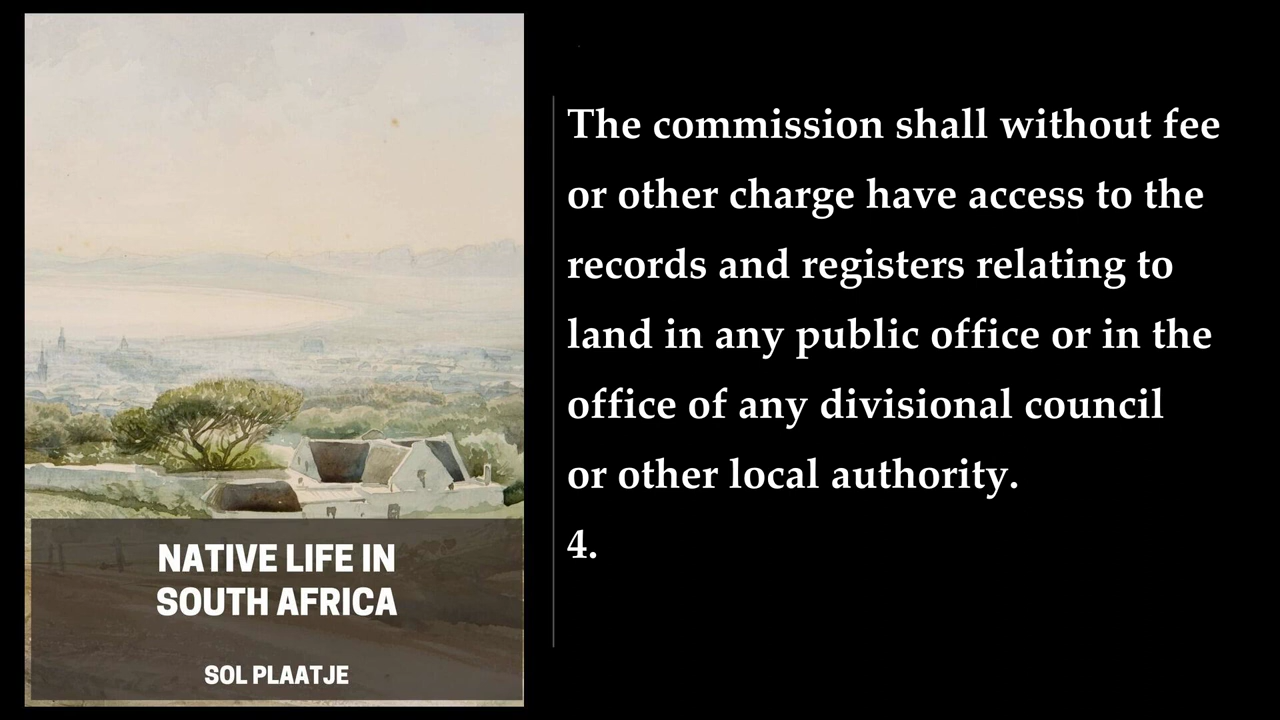 NATIVE LIFE IN
SOUTH AFRICA
SOL PLAATJE
The commission shall without fee
or other charge have access to the
records and registers relating to
land in any public office or in the
office of any divisional council
or other local authority.
4.